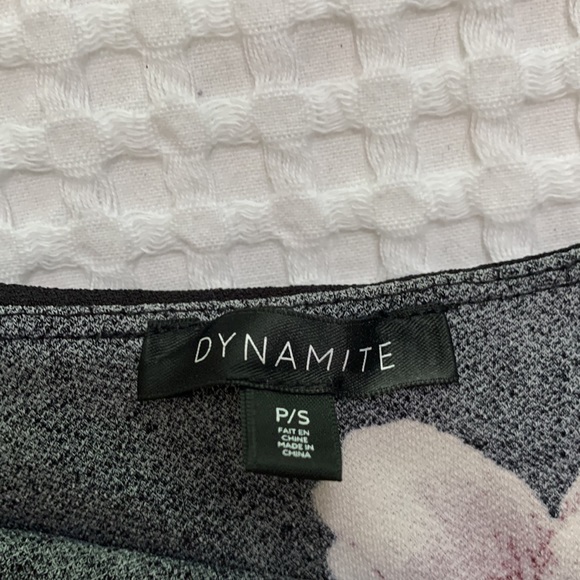 DYNAMITE
P/S
FAIT EN
CHINE
MADE IN
CHINA